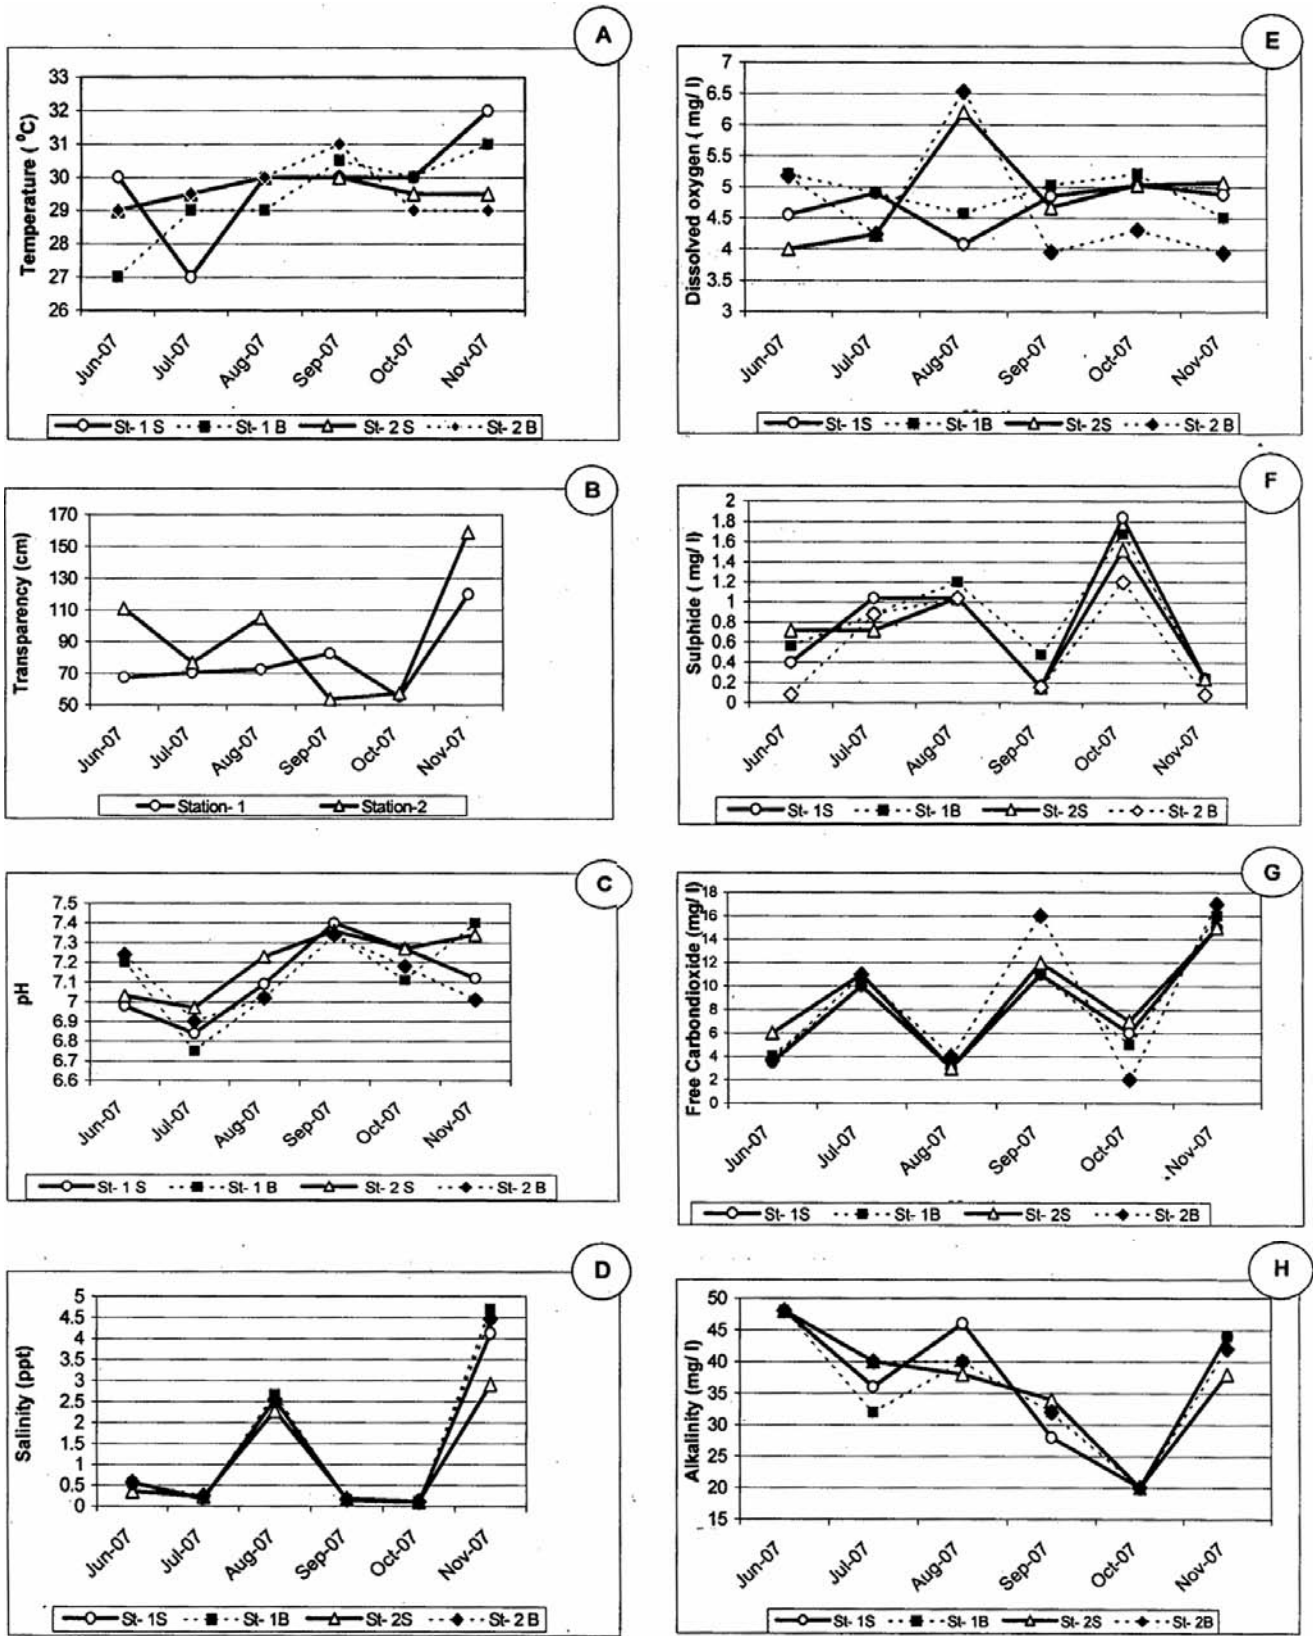 A
Temperature ( ⁰C)
33
32
31
30
29
28
27
26
Jun-07
Jul-07
Aug-07
Sep-07
Oct-07
Nov-07
St- 1 S St- 1 B St- 2 S St- 2 B
B
Transparency (cm)
170
150
130
110
90
70
50
Jun-07
Jul-07
Aug-07
Sep-07
Oct-07
Nov-07
Station- 1 Station-2
C
pH
7.5
7.4
7.3
7.2
7.1
7
6.9
6.8
6.7
6.6
Jun-07
Jul-07
Aug-07
Sep-07
Oct-07
Nov-07
St- 1 S St- 1 B St- 2 S St- 2 B
D
Salinity (ppt)
5
4.5
4
3.5
3
2.5
2
1.5
1
0.5
0
Jun-07
Jul-07
Aug-07
Sep-07
Oct-07
Nov-07
St- 1S St- 1B St- 2S St- 2 B
E
Dissolved oxygen ( mg/ l)
7
6.5
6
5.5
5
4.5
4
3.5
3
Jun-07
Jul-07
Aug-07
Sep-07
Oct-07
Nov-07
St- 1S St- 1B St- 2S St- 2 B
F
Sulphide ( mg/ l)
2
1.8
1.6
1.4
1.2
1
0.8
0.6
0.4
0.2
0
Jun-07
Jul-07
Aug-07
Sep-07
Oct-07
Nov-07
St- 1S St- 1B St- 2S St- 2 B
G
Free Carbondioxide (mg/ l)
18
16
14
12
10
8
6
4
2
0
Jun-07
Jul-07
Aug-07
Sep-07
Oct-07
Nov-07
St- 1S St- 1B St- 2S St- 2B
H
Alkalinity (mg/ l)
50
45
40
35
30
25
20
15
Jun-07
Jul-07
Aug-07
Sep-07
Oct-07
Nov-07
St- 1S St- 1B St- 2S St- 2B